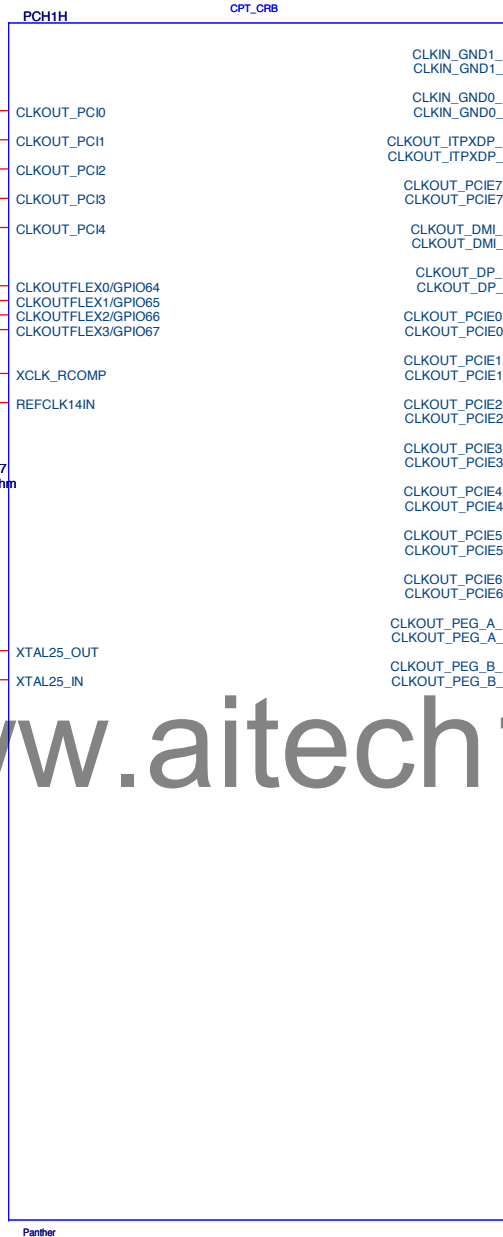 PCH1H
CPT_CRB
CLKIN_GND1_
CLKIN_GND1_
CLKIN_GND0_
CLKOUT_PCI0
CLKIN_GND0_
CLKOUT_PCI1
CLKOUT_ITPXDP_
CLKOUT_ITPXDP_
CLKOUT_PCI2
CLKOUT_PCIE7
CLKOUT_PCI3
CLKOUT_PCIE7
CLKOUT_PCI4
CLKOUT_DMI_
CLKOUT_DMI_
CLKOUT_DP_
CLKOUTFLEX0/GPIO64
CLKOUT_DP_
CLKOUTFLEX1/GPIO65
CLKOUTFLEX2/GPIO66
CLKOUT_PCIE0
CLKOUTFLEX3/GPIO67
CLKOUT_PCIE0
CLKOUT_PCIE1
XCLK_RCOMP
CLKOUT_PCIE1
REFCLK14IN
CLKOUT_PCIE2
CLKOUT_PCIE2
CLKOUT_PCIE3
CLKOUT_PCIE3
7
hm
CLKOUT_PCIE4
CLKOUT_PCIE4
CLKOUT_PCIE5
CLKOUT_PCIE5
CLKOUT_PCIE6
CLKOUT_PCIE6
CLKOUT_PEG_A_
CLKOUT_PEG_A_
XTAL25_OUT
CLKOUT_PEG_B_
XTAL25_IN
CLKOUT_PEG_B_
w.aitech
Panther